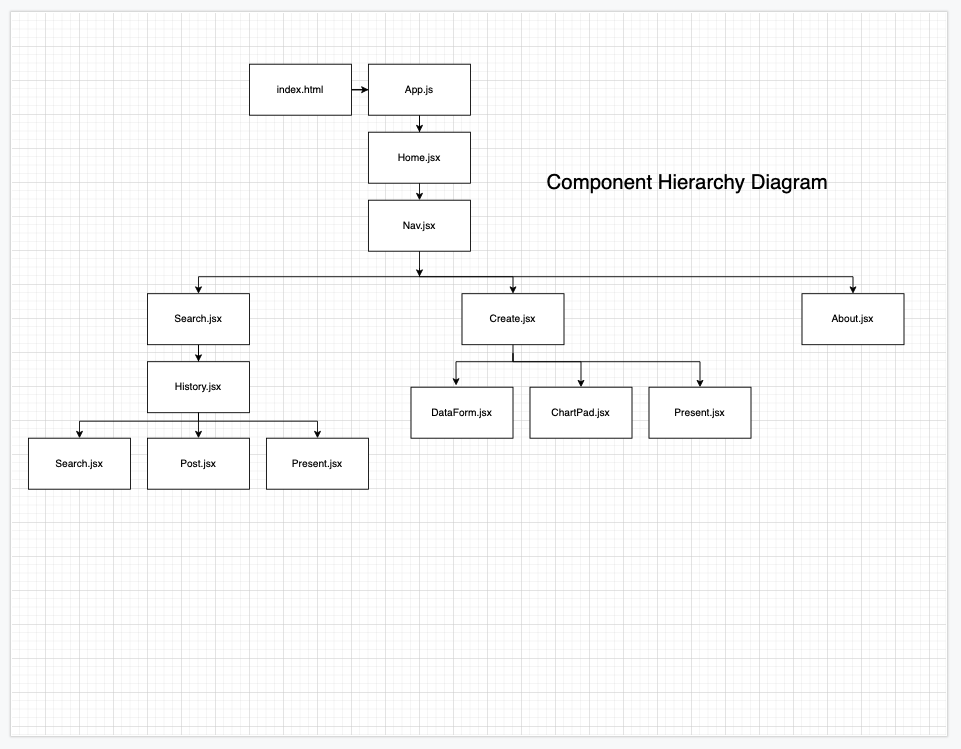 index.html
App.js
Home.jsx
Component Hierarchy Diagram
Nav.jsx
Search.jsx
Create.jsx
About.jsx
History.jsx
DataForm.jsx
ChartPad.jsx
Present.jsx
Search.jsx
Post.jsx
Present.jsx